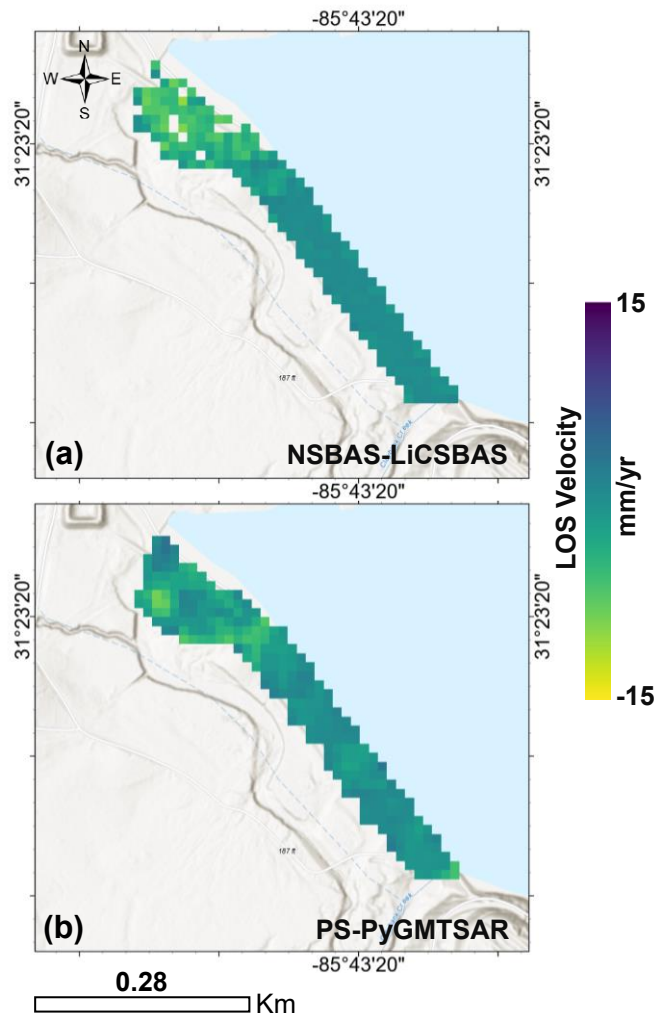 -85°43'20"
N
W E
S
31°23'20"
31°23'20"
187 ft
(a)
NSBAS-LiCSBAS
-85°43'20"
15
LOS Velocity
mm/yr
-15
31°23'20"
31°23'20"
187 ft
(b)
PS-PyGMTSAR
-85°43'20"
0.28
Km